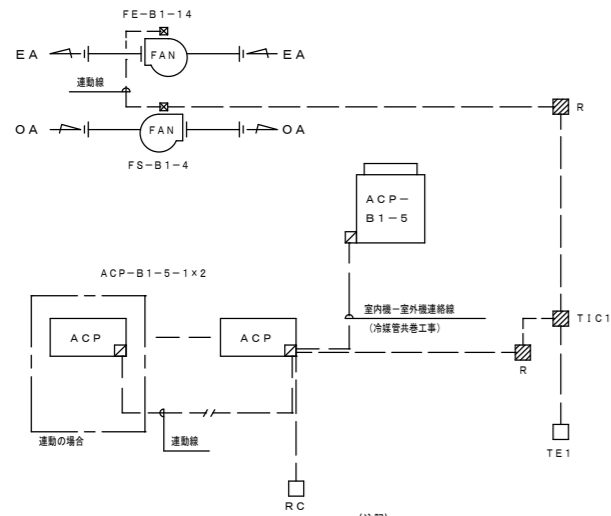 FE-B1-14
EA
FAN
EA
連動線
R
OA
FAN
OA
FS-B1-4
ACP-
B1-5
ACP-B1-5-1×2
室内機-室外機連絡線
(冷媒管共巻工事)
TIC1
ACP
ACP
R
連動の場合
連動線
TE1
RC